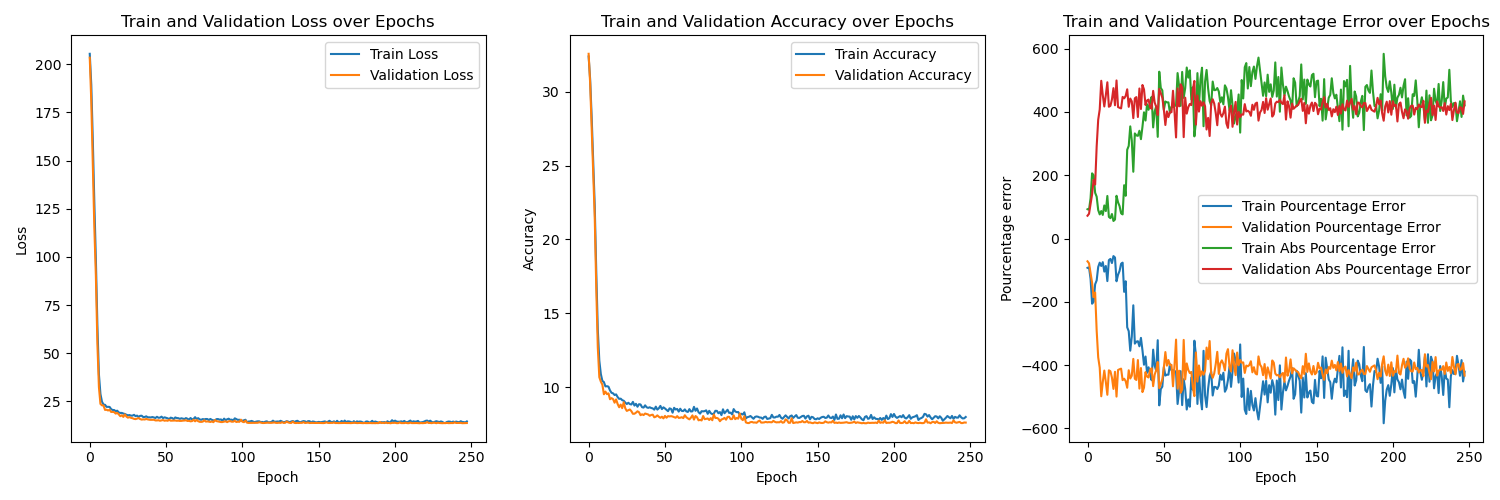 Train and Validation Loss over Epochs
Train Loss
Validation Loss
200
175
150
125
100
75
50
25
Loss
0
50
100
150
200
250
Epoch
Train and Validation Accuracy over Epochs
Train Accuracy
Validation Accuracy
30
25
20
15
10
Accuracy
0
50
100
150
200
250
Epoch
Train and Validation Pourcentage Error over Epochs
600
400
200
0
−200
−400
−600
Pourcentage error
Train Pourcentage Error
Validation Pourcentage Error
Train Abs Pourcentage Error
Validation Abs Pourcentage Error
0
50
100
150
200
250
Epoch